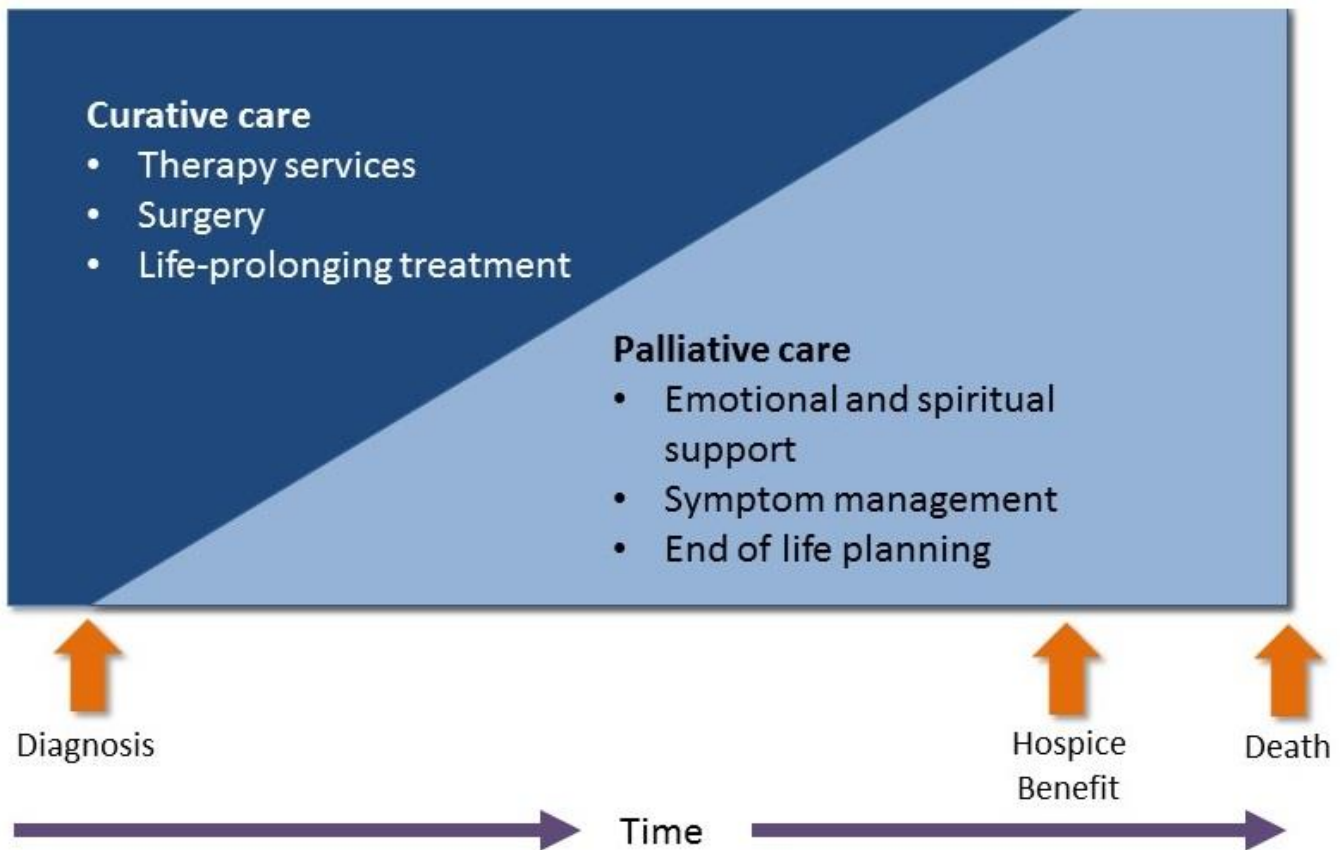 Curative care
• Therapy services
• Surgery
• Life-prolonging treatment
Palliative care
• Emotional and spiritual
support
• Symptom management
• End of life planning
Diagnosis
Hospice
Benefit
Death
Time